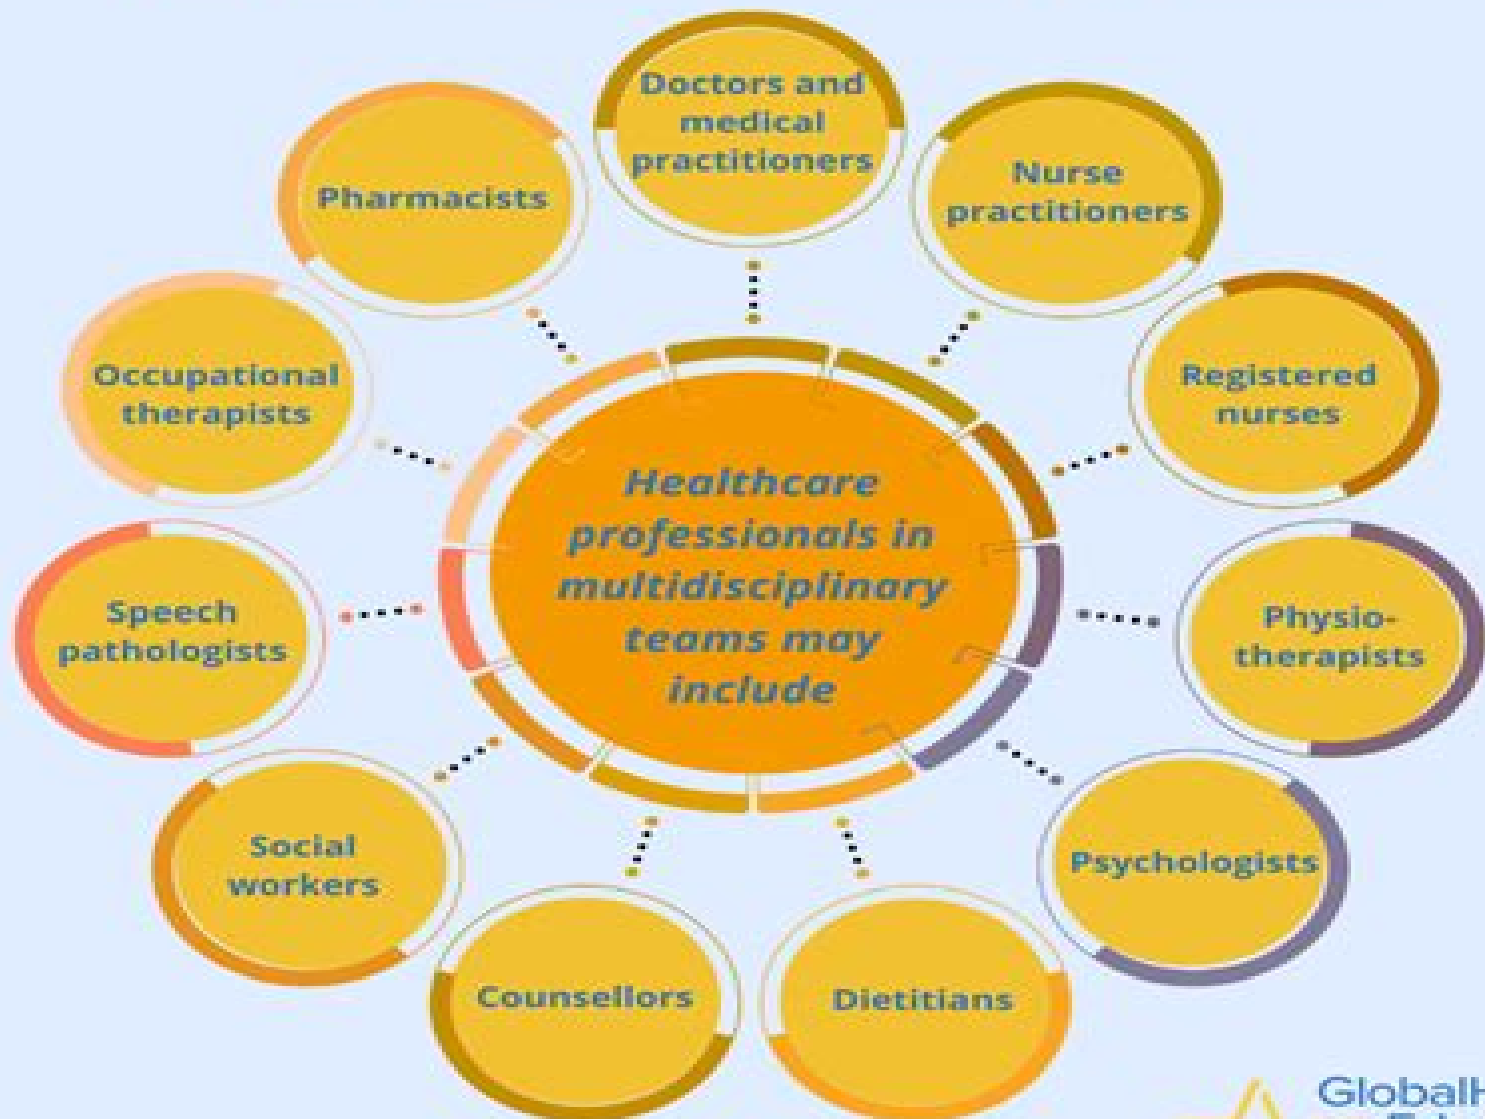 Doctors and
medical
practitioners
Nurse
practitioners
Registered
nurses
Physio-
therapists
Psychologists
Dietitians
Counsellors
Social
workers
Speech
pathologists
Occupational
therapists
Pharmacists
Healthcare
professionals in
multidisciplinary
teams may
include